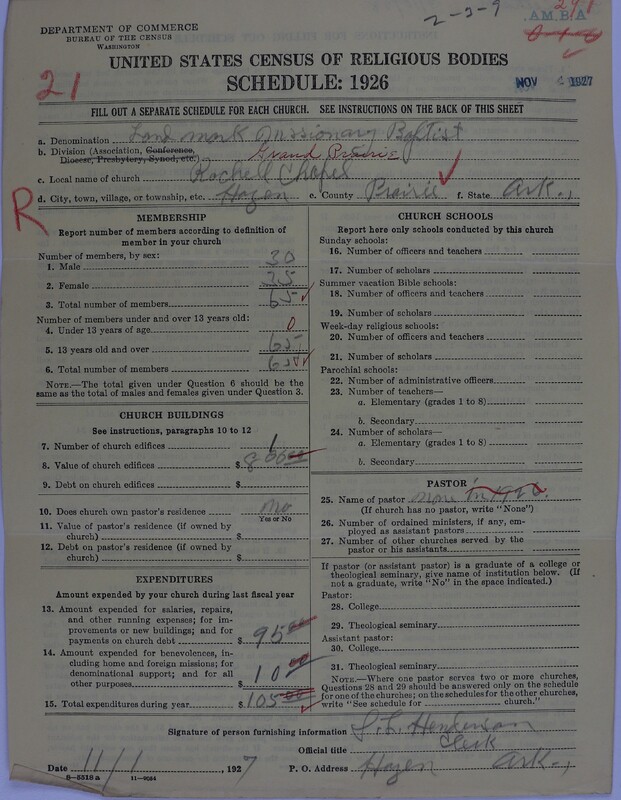 2-3-9
291
A.M.B.A
DEPARTMENT OF COMMERCE
BUREAU OF THE CENSUS
WASHINGTON
UNITED STATES CENSUS OF RELIGIOUS BODIES
SCHEDULE: 1926
21
NOV 1927
FILL OUT A SEPARATE SCHEDULE FOR EACH CHURCH. SEE INSTRUCTIONS ON THE BACK OF THIS SHEET
a. Denomination Land mark Missionary Baptist
b. Division (Association, Conference, Diocese, Presbytery, Synod, etc.) Grand Prairie
c. Local name of church Rochell Chapel
d. City, town, village, or township, etc. Hazen e. County Prairie f. State Ark.,
R
MEMBERSHIP
Report number of members according to definition of
member in your church
Number of members, by sex:
1. Male 30
2. Female 35
3. Total number of members 65
Number of members under and over 13 years old:
4. Under 13 years of age 0
5. 13 years old and over 65
6. Total number of members 65
NOTE.—The total given under Question 6 should be
the same as the total of males and females given under Question 3.
CHURCH BUILDINGS
See instructions, paragraphs 10 to 12
7. Number of church edifices 1
8. Value of church edifices $ 800 00
9. Debt on church edifices $
10. Does church own pastor's residence no
Yes or No
11. Value of pastor's residence (if owned by
church) $
12. Debt on pastor's residence (if owned by
church) $
EXPENDITURES
Amount expended by your church during last fiscal year
13. Amount expended for salaries, repairs,
and other running expenses; for im-
provements or new buildings; and for
payments on church debt $ 95 00
14. Amount expended for benevolences,
including home and foreign missions; for
denominational support; and for all
other purposes $ 10 00
15. Total expenditures during year $ 105 00
CHURCH SCHOOLS
Report here only schools conducted by this church
Sunday schools:
16. Number of officers and teachers
17. Number of scholars
Summer vacation Bible schools:
18. Number of officers and teachers
19. Number of scholars
Week-day religious schools:
20. Number of officers and teachers
21. Number of scholars
Parochial schools:
22. Number of administrative officers
23. Number of teachers—
a. Elementary (grades 1 to 8)
b. Secondary
24. Number of scholars—
a. Elementary (grades 1 to 8)
b. Secondary
PASTOR
25. Name of pastor None in 1926.
(If church has no pastor, write "None")
26. Number of ordained ministers, if any, em-
ployed as assistant pastors
27. Number of other churches served by the
pastor or his assistants
If pastor (or assistant pastor) is a graduate of a college or
theological seminary, give name of institution below. (If
not a graduate, write "No" in the space indicated.)
Pastor:
28. College
29. Theological seminary
Assistant pastor:
30. College
31. Theological seminary
NOTE.—Where one pastor serves two or more churches,
Questions 28 and 29 should be answered only on the schedule
for one of the churches; on the schedules for the other churches,
write "See schedule for church."
Signature of person furnishing information Henderson
Official title Clerk
Date 11/1, 1927 P. O. Address Hazen Ark.,
8-5518 a 11-9084